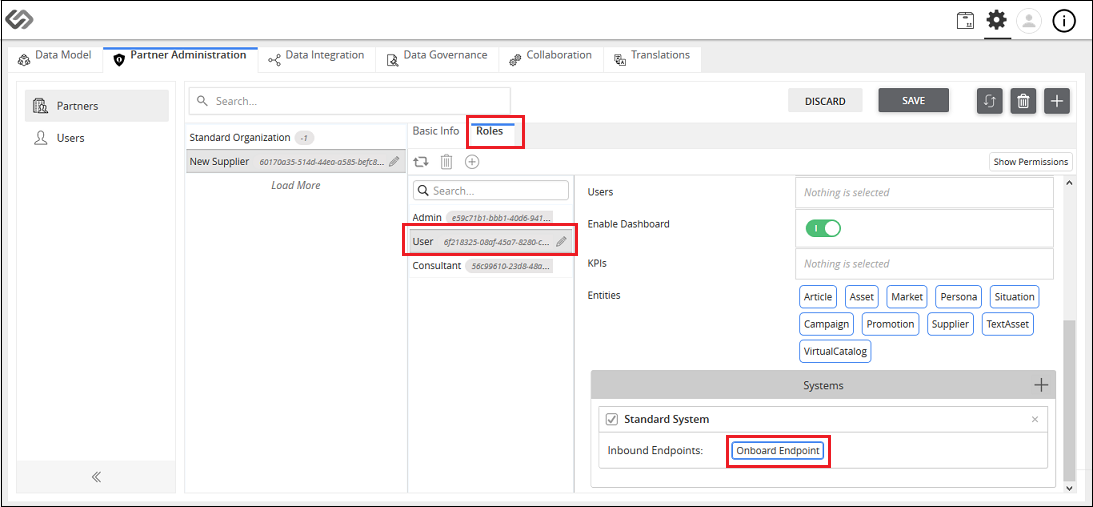 Data Model
Partner Administration
Data Integration
Data Governance
Collaboration
Translations
Partners
Users
Search...
DISCARD
SAVE
Standard Organization -1
New Supplier 60170a35-514d-44ea-a585-befc8...
Load More
Basic Info
Roles
Show Permissions
Search...
Admin e59c71b1-bbb1-40d6-941...
User 6f218325-08af-45a7-8280-c...
Consultant 56c99610-23d8-48a...
Users Nothing is selected
Enable Dashboard
KPIs Nothing is selected
Entities Article Asset Market Persona Situation
Campaign Promotion Supplier TextAsset
VirtualCatalog
Systems
Standard System
Inbound Endpoints: Onboard Endpoint